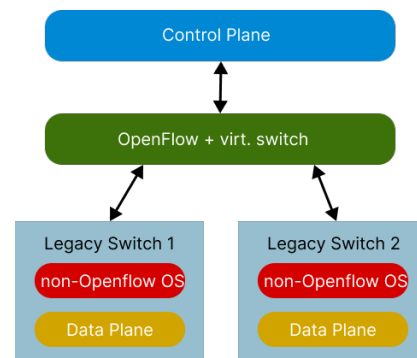 Control Plane
OpenFlow + virt. switch
Legacy Switch 1
non-Openflow OS
Data Plane
Legacy Switch 2
non-Openflow OS
Data Plane